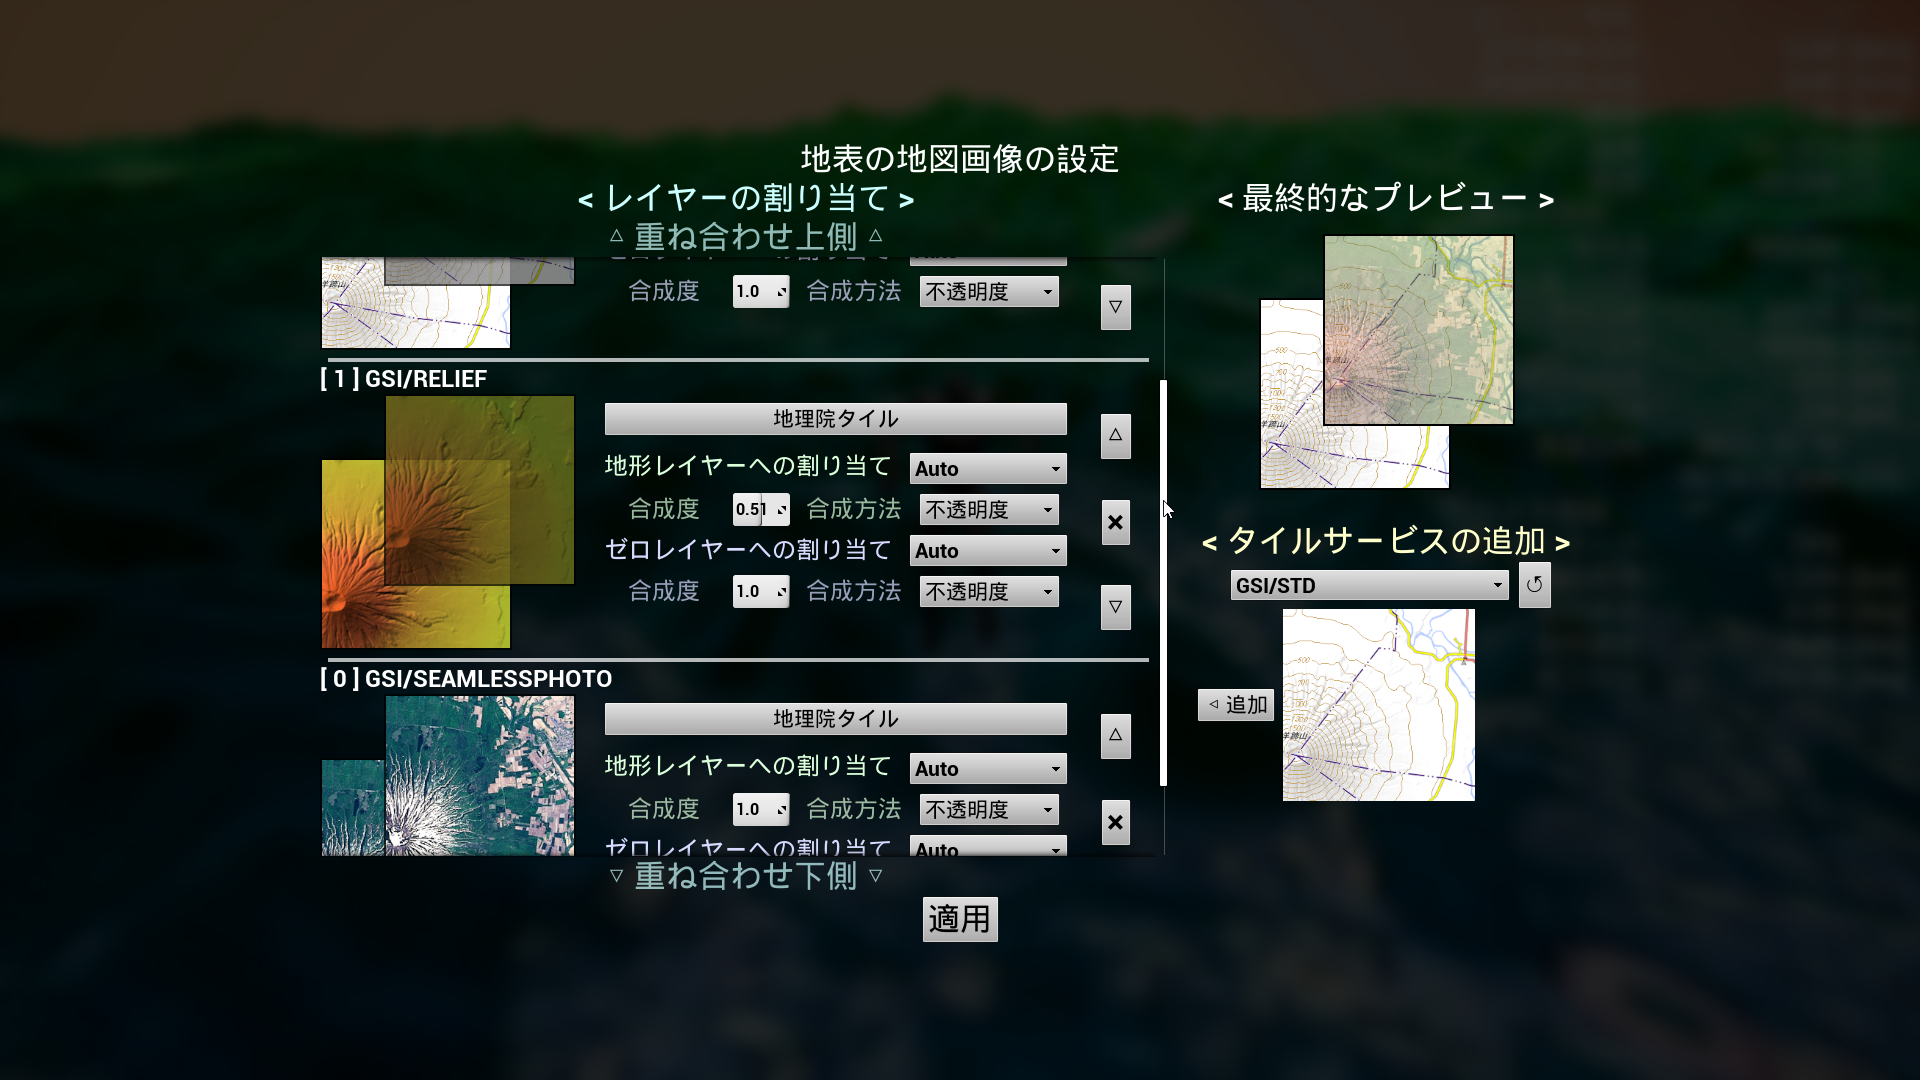 地表の地図画像の設定
< レイヤーの割り当て >
△ 重ね合わせ上側 △
合成度 1.0 合成方法 不透明度
▽
[ 1 ] GSI/RELIEF
地理院タイル
△
地形レイヤーへの割り当て Auto
合成度 0.51 合成方法 不透明度
×
ゼロレイヤーへの割り当て Auto
合成度 1.0 合成方法 不透明度
▽
[ 0 ] GSI/SEAMLESSPHOTO
地理院タイル
△
地形レイヤーへの割り当て Auto
合成度 1.0 合成方法 不透明度
×
ゼロレイヤーへの割り当て Auto
▽ 重ね合わせ下側 ▽
適用
< 最終的なプレビュー >
< タイルサービスの追加 >
GSI/STD
◁ 追加